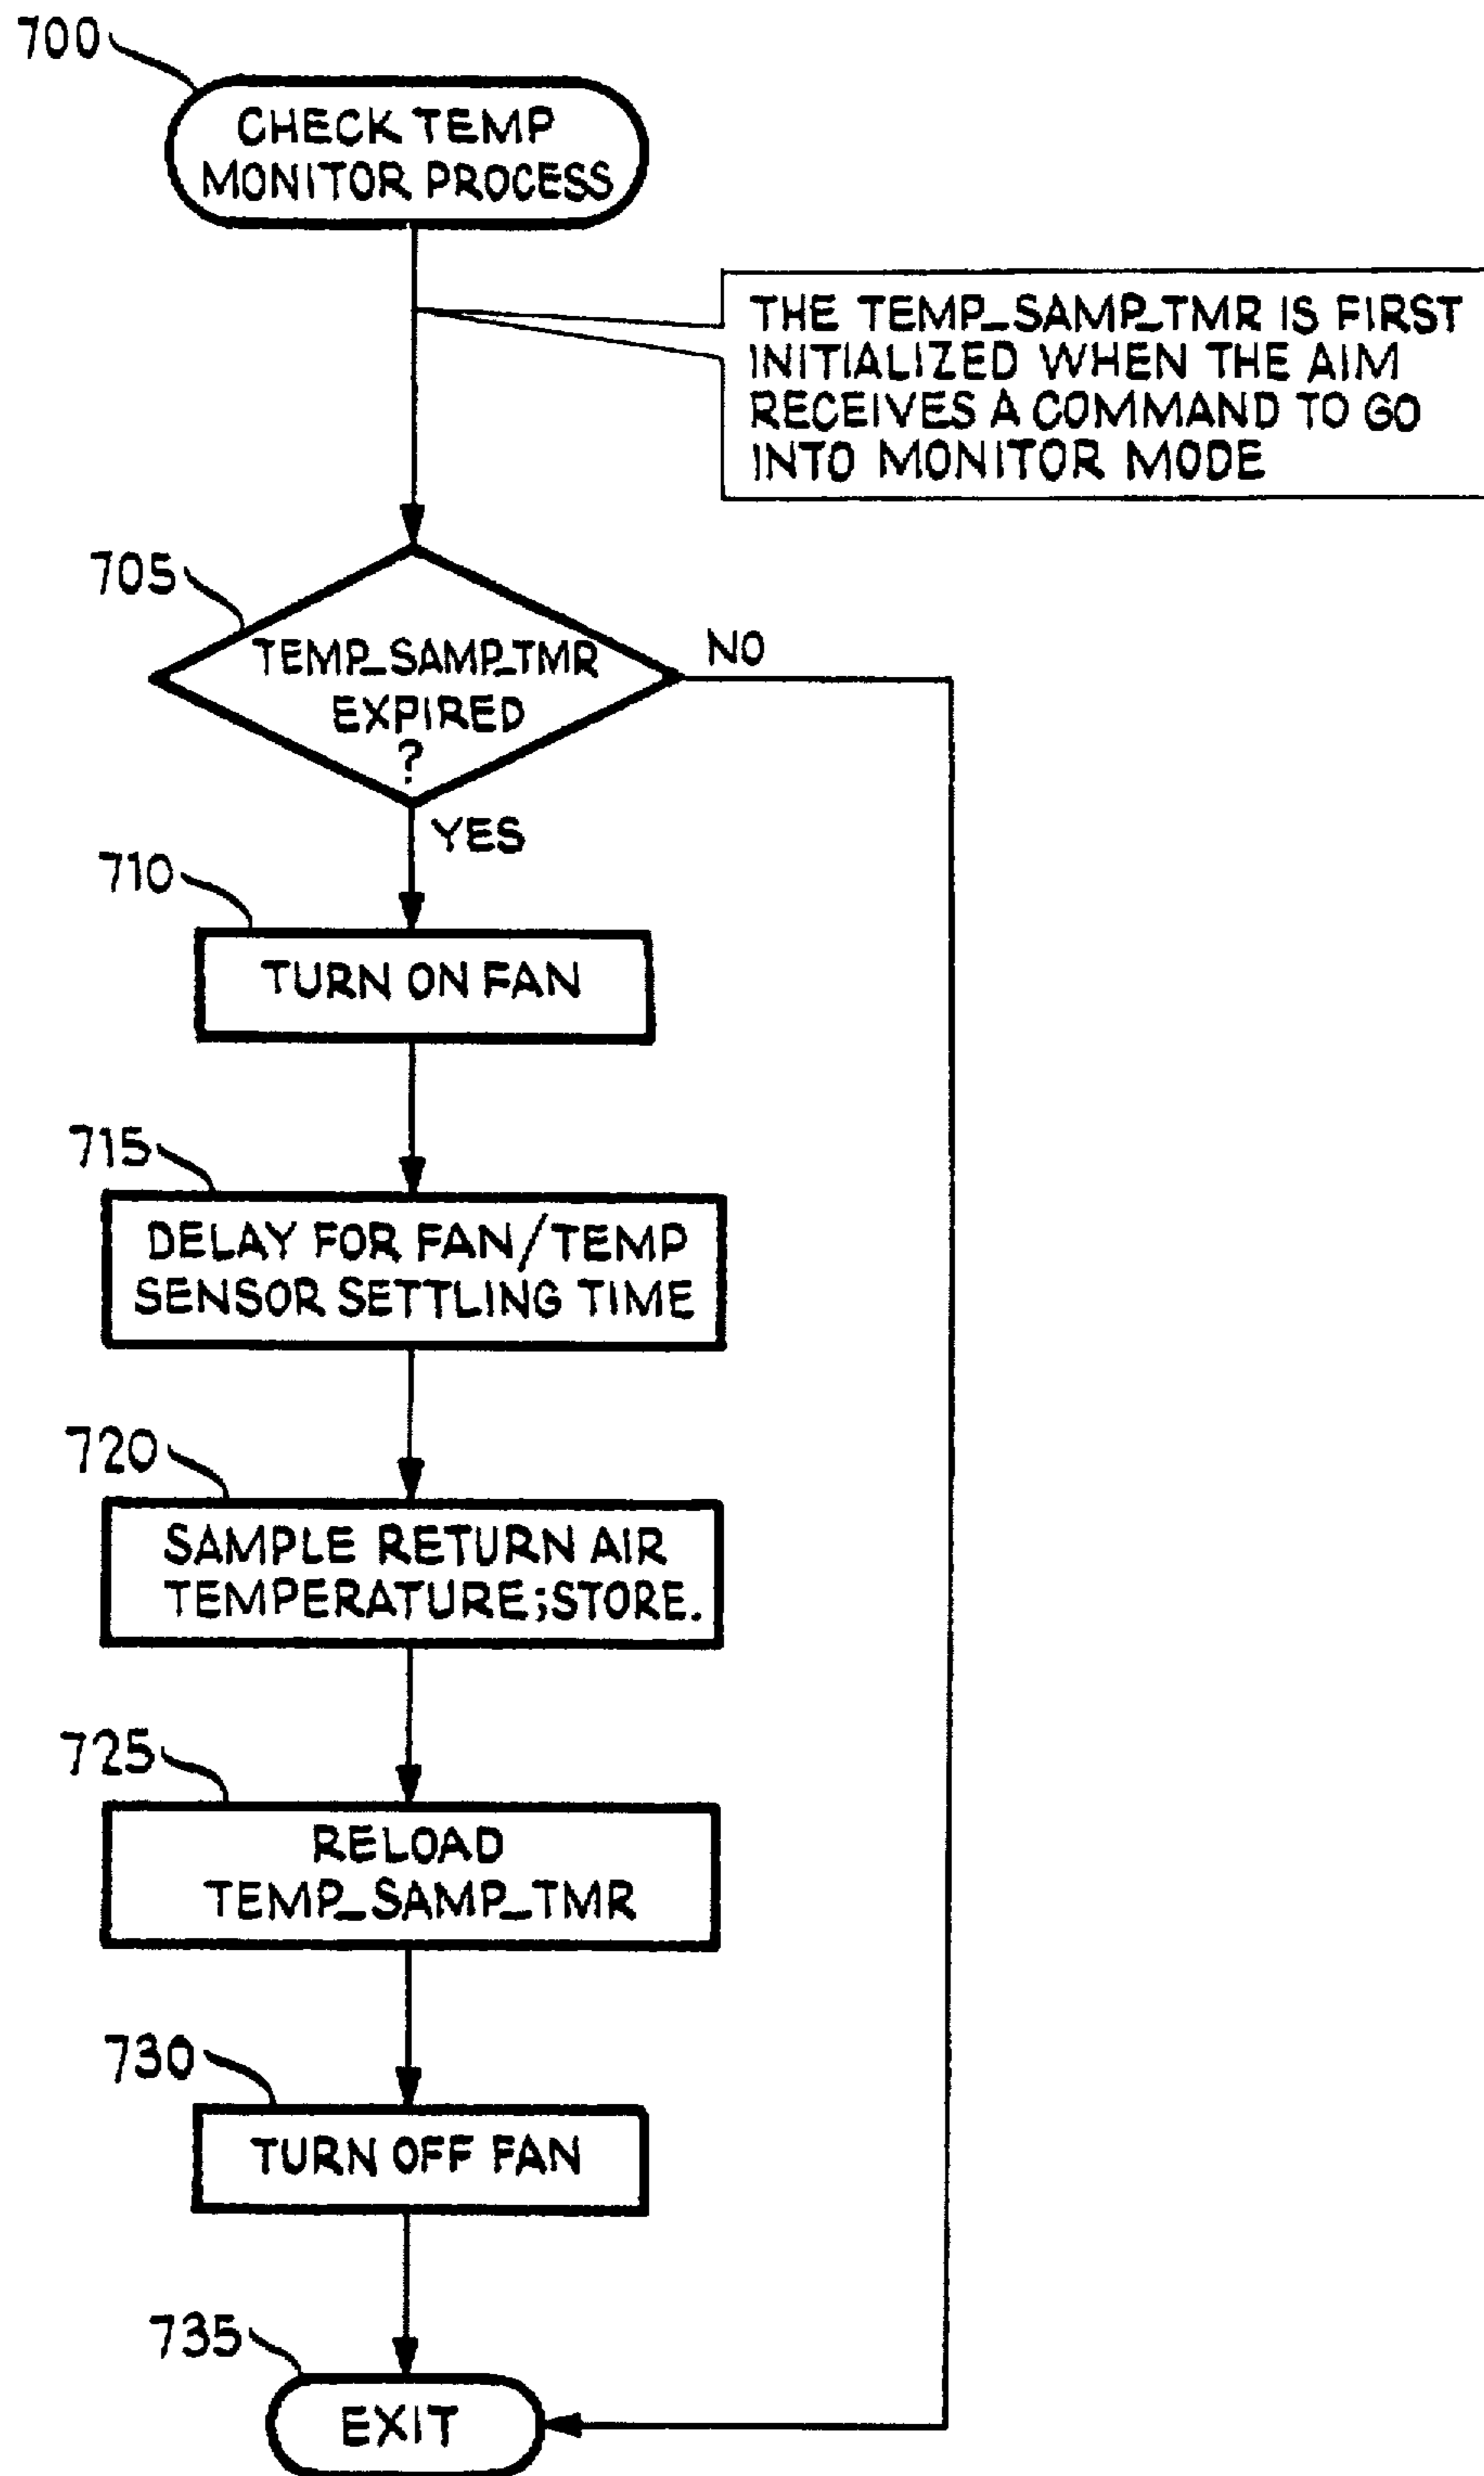 700
CHECK TEMP
MONITOR PROCESS
THE TEMP_SAMP_TMR IS FIRST
INITIALIZED WHEN THE AIM
RECEIVES A COMMAND TO GO
INTO MONITOR MODE
705
TEMP_SAMP_TMR
EXPIRED
?
NO
YES
710
TURN ON FAN
715
DELAY FOR FAN/TEMP
SENSOR SETTLING TIME
720
SAMPLE RETURN AIR
TEMPERATURE;STORE.
725
RELOAD
TEMP_SAMP_TMR
730
TURN OFF FAN
735
EXIT